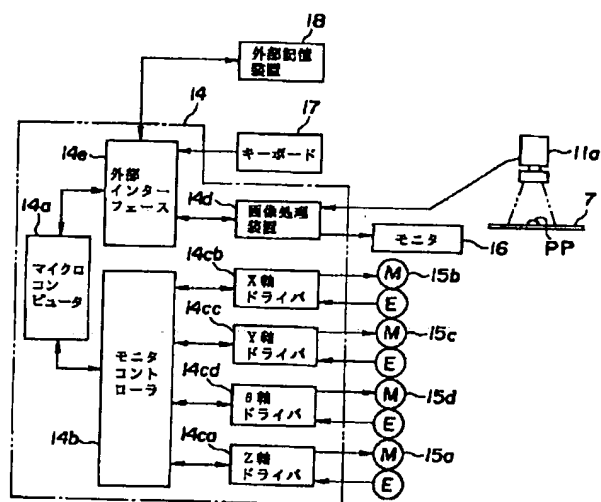 18
外部記憶
装置
14
17
キーボード
14e
外部
インター
フェース
14a
マイクロ
コン
ピュータ
14d
画像処理
装置
モニタ
16
11a
7
PP
14b
モニタ
コント
ローラ
14cb
X軸
ドライバ
M
15b
E
14cc
Y軸
ドライバ
M
15c
E
14cd
θ軸
ドライバ
M
15d
E
14ca
Z軸
ドライバ
M
15a
E